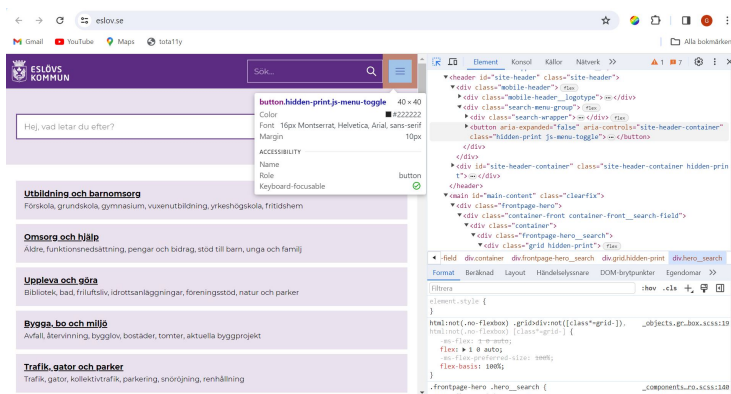 eslov.se
G
Gmail
YouTube
Maps
tota11y
Alla bokmärken
ESLÖVS
KOMMUN
Sök...
Hej, vad letar du efter?
button.hidden-print.js-menu-toggle 40 × 40
Color #222222
Font 16px Montserrat, Helvetica, Arial, sans-serif
Margin 10px
ACCESSIBILITY
Name
Role button
Keyboard-focusable
Utbildning och barnomsorg
Förskola, grundskola, gymnasium, vuxenutbildning, yrkeshögskola, fritidshem
Omsorg och hjälp
Äldre, funktionsnedsättning, pengar och bidrag, stöd till barn, unga och familj
Uppleva och göra
Bibliotek, bad, friluftsliv, idrottsanläggningar, föreningsstöd, natur och parker
Bygga, bo och miljö
Avfall, återvinning, bygglov, bostäder, tomter, aktuella byggprojekt
Trafik, gator och parker
Trafik, gator, kollektivtrafik, parkering, snöröjning, renhållning
Element Konsol Källor Nätverk 1 7
<header id="site-header" class="site-header">
<div class="mobile-header"> flex
<div class="mobile-header__logotype"> … </div>
<div class="search-menu-group"> flex
<div class="search-wrapper"> … </div> flex
<button aria-expanded="false" aria-controls="site-header-container"
class="hidden-print js-menu-toggle"> … </button>
</div>
</div>
<div id="site-header-container" class="site-header-container hidden-prin
t"> … </div>
</header>
<main id="main-content" class="clearfix">
<div class="frontpage-hero">
<div class="container-front container-front__search-field">
<div class="container">
<div class="frontpage-hero__search">
<div class="grid hidden-print"> flex
-field div.container div.frontpage-hero__search div.grid.hidden-print div.hero__search
Format Beräknad Layout Händelselyssnare DOM-brytpunkter Egendomar
Filtrera :hov .cls
element.style {
}
html:not(.no-flexbox) .grid>div:not([class*=grid-]), _objects.gr…box.scss:19
html:not(.no-flexbox) [class*=grid-] {
-ms-flex: 1 0 auto;
flex: 1 0 auto;
-ms-flex-preferred-size: 100%;
flex-basis: 100%;
}
.frontpage-hero .hero__search { _components…ro.scss:140